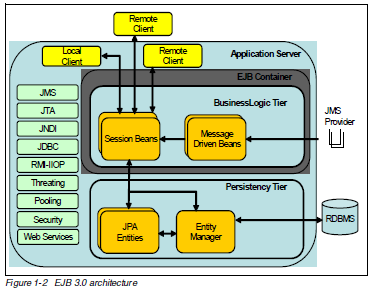 Remote
Client
Local
Client
Remote
Client
Application Server
EJB Container
JMS
JTA
JNDI
JDBC
RMI-IIOP
Threating
Pooling
Security
Web Services
BusinessLogic Tier
Session Beans
Message
Driven Beans
JMS
Provider
Persistency Tier
JPA
Entities
Entity
Manager
RDBMS
Figure 1-2 EJB 3.0 architecture